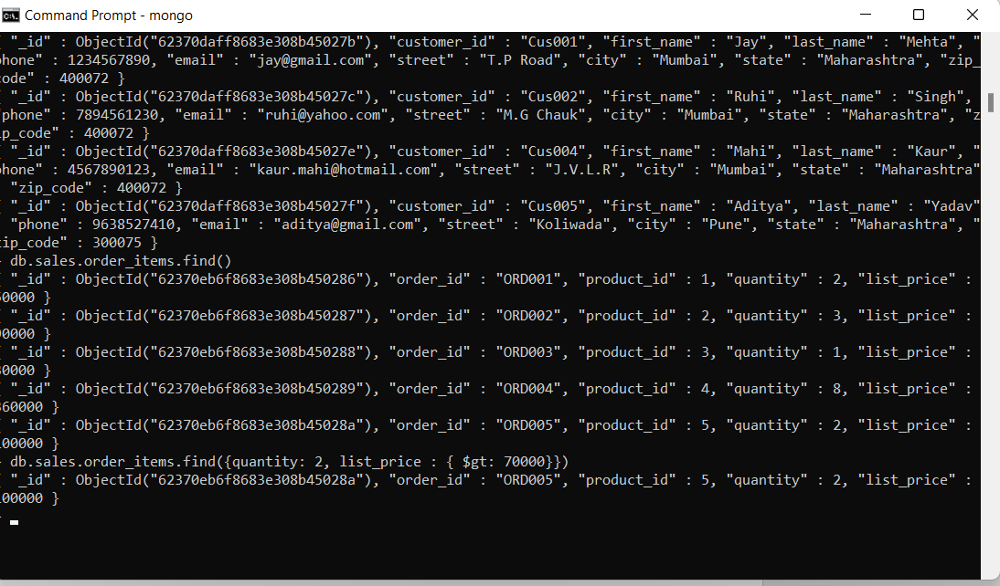 Command Prompt - mongo
"_id" : ObjectId("62370daff8683e308b45027b"), "customer_id" : "Cus001", "first_name" : "Jay", "last_name" : "Mehta", "
phone" : 1234567890, "email" : "jay@gmail.com", "street" : "T.P Road", "city" : "Mumbai", "state" : "Maharashtra", "zip_
code" : 400072 }
"_id" : ObjectId("62370daff8683e308b45027c"), "customer_id" : "Cus002", "first_name" : "Ruhi", "last_name" : "Singh",
"phone" : 7894561230, "email" : "ruhi@yahoo.com", "street" : "M.G Chauk", "city" : "Mumbai", "state" : "Maharashtra", "z
ip_code" : 400072 }
"_id" : ObjectId("62370daff8683e308b45027e"), "customer_id" : "Cus004", "first_name" : "Mahi", "last_name" : "Kaur", "
phone" : 4567890123, "email" : "kaur.mahi@hotmail.com", "street" : "J.V.L.R", "city" : "Mumbai", "state" : "Maharashtra"
"zip_code" : 400072 }
"_id" : ObjectId("62370daff8683e308b45027f"), "customer_id" : "Cus005", "first_name" : "Aditya", "last_name" : "Yadav"
"phone" : 9638527410, "email" : "aditya@gmail.com", "street" : "Koliwada", "city" : "Pune", "state" : "Maharashtra", "
zip_code" : 300075 }
db.sales.order_items.find()
"_id" : ObjectId("62370eb6f8683e308b450286"), "order_id" : "ORD001", "product_id" : 1, "quantity" : 2, "list_price" :
0000 }
"_id" : ObjectId("62370eb6f8683e308b450287"), "order_id" : "ORD002", "product_id" : 2, "quantity" : 3, "list_price" :
0000 }
"_id" : ObjectId("62370eb6f8683e308b450288"), "order_id" : "ORD003", "product_id" : 3, "quantity" : 1, "list_price" :
0000 }
"_id" : ObjectId("62370eb6f8683e308b450289"), "order_id" : "ORD004", "product_id" : 4, "quantity" : 8, "list_price" :
360000 }
"_id" : ObjectId("62370eb6f8683e308b45028a"), "order_id" : "ORD005", "product_id" : 5, "quantity" : 2, "list_price" :
100000 }
db.sales.order_items.find({quantity: 2, list_price : { $gt: 70000}})
"_id" : ObjectId("62370eb6f8683e308b45028a"), "order_id" : "ORD005", "product_id" : 5, "quantity" : 2, "list_price" :
100000 }